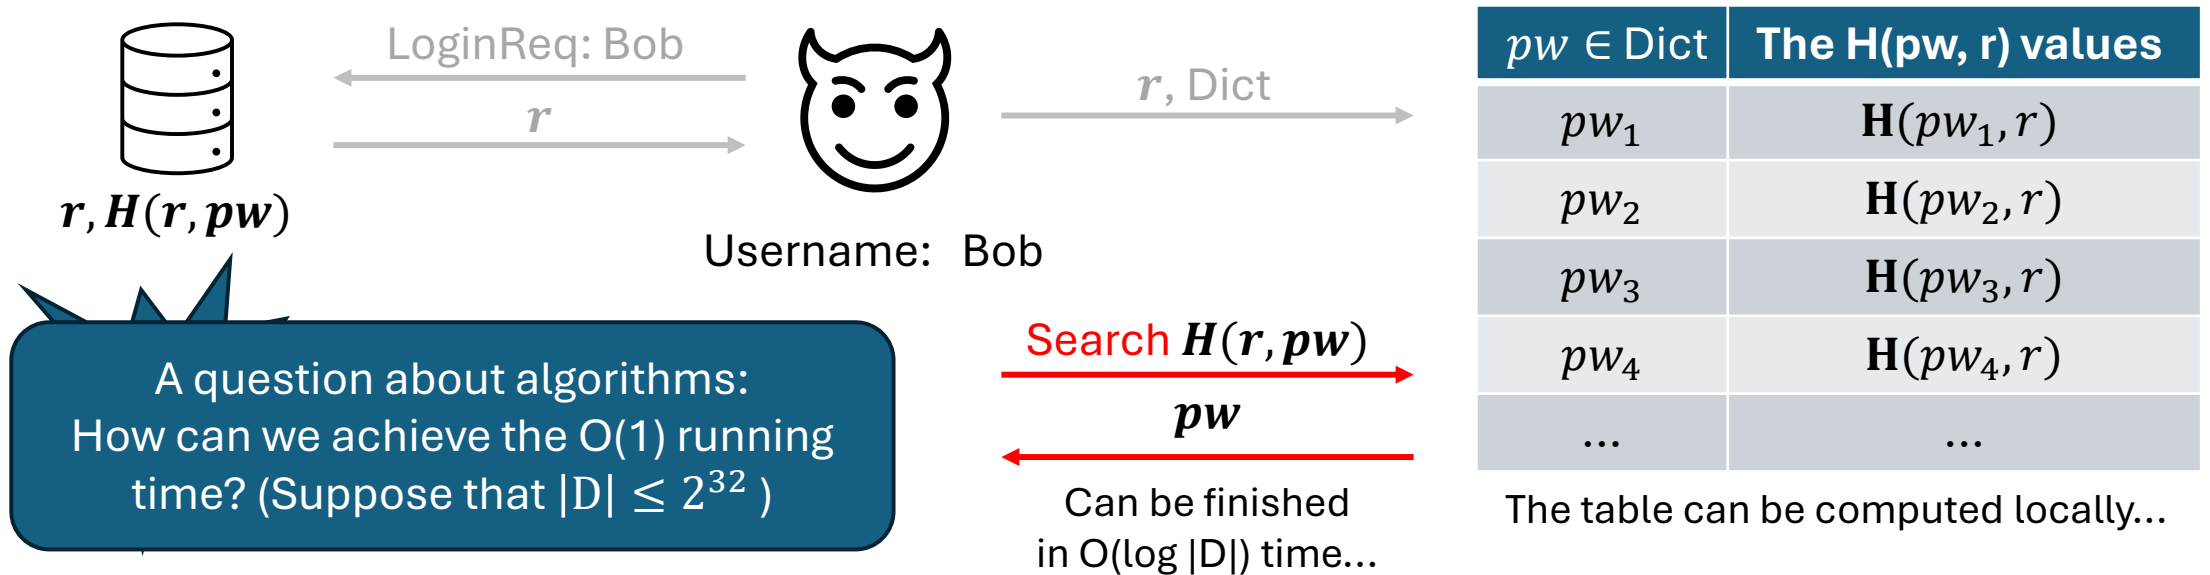 LoginReq: Bob
r
r, H(r, pw)
Username: Bob
r, Dict
A question about algorithms:
How can we achieve the O(1) running
time? (Suppose that |D| ≤ 2³² )
Search H(r, pw)
pw
Can be finished
in O(log |D|) time...
pw ∈ Dict The H(pw, r) values
pw₁ H(pw₁, r)
pw₂ H(pw₂, r)
pw₃ H(pw₃, r)
pw₄ H(pw₄, r)
... ...
The table can be computed locally...